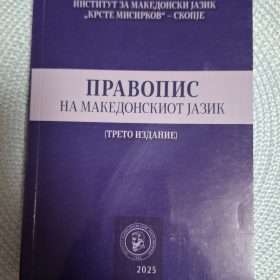 ИНСТИТУТ ЗА МАКЕДОНСКИ ЈАЗИК
„КРСТЕ МИСИРКОВ“ – СКОПЈЕ
ПРАВОПИС
НА МАКЕДОНСКИОТ ЈАЗИК
(ТРЕТО ИЗДАНИЕ)
2025